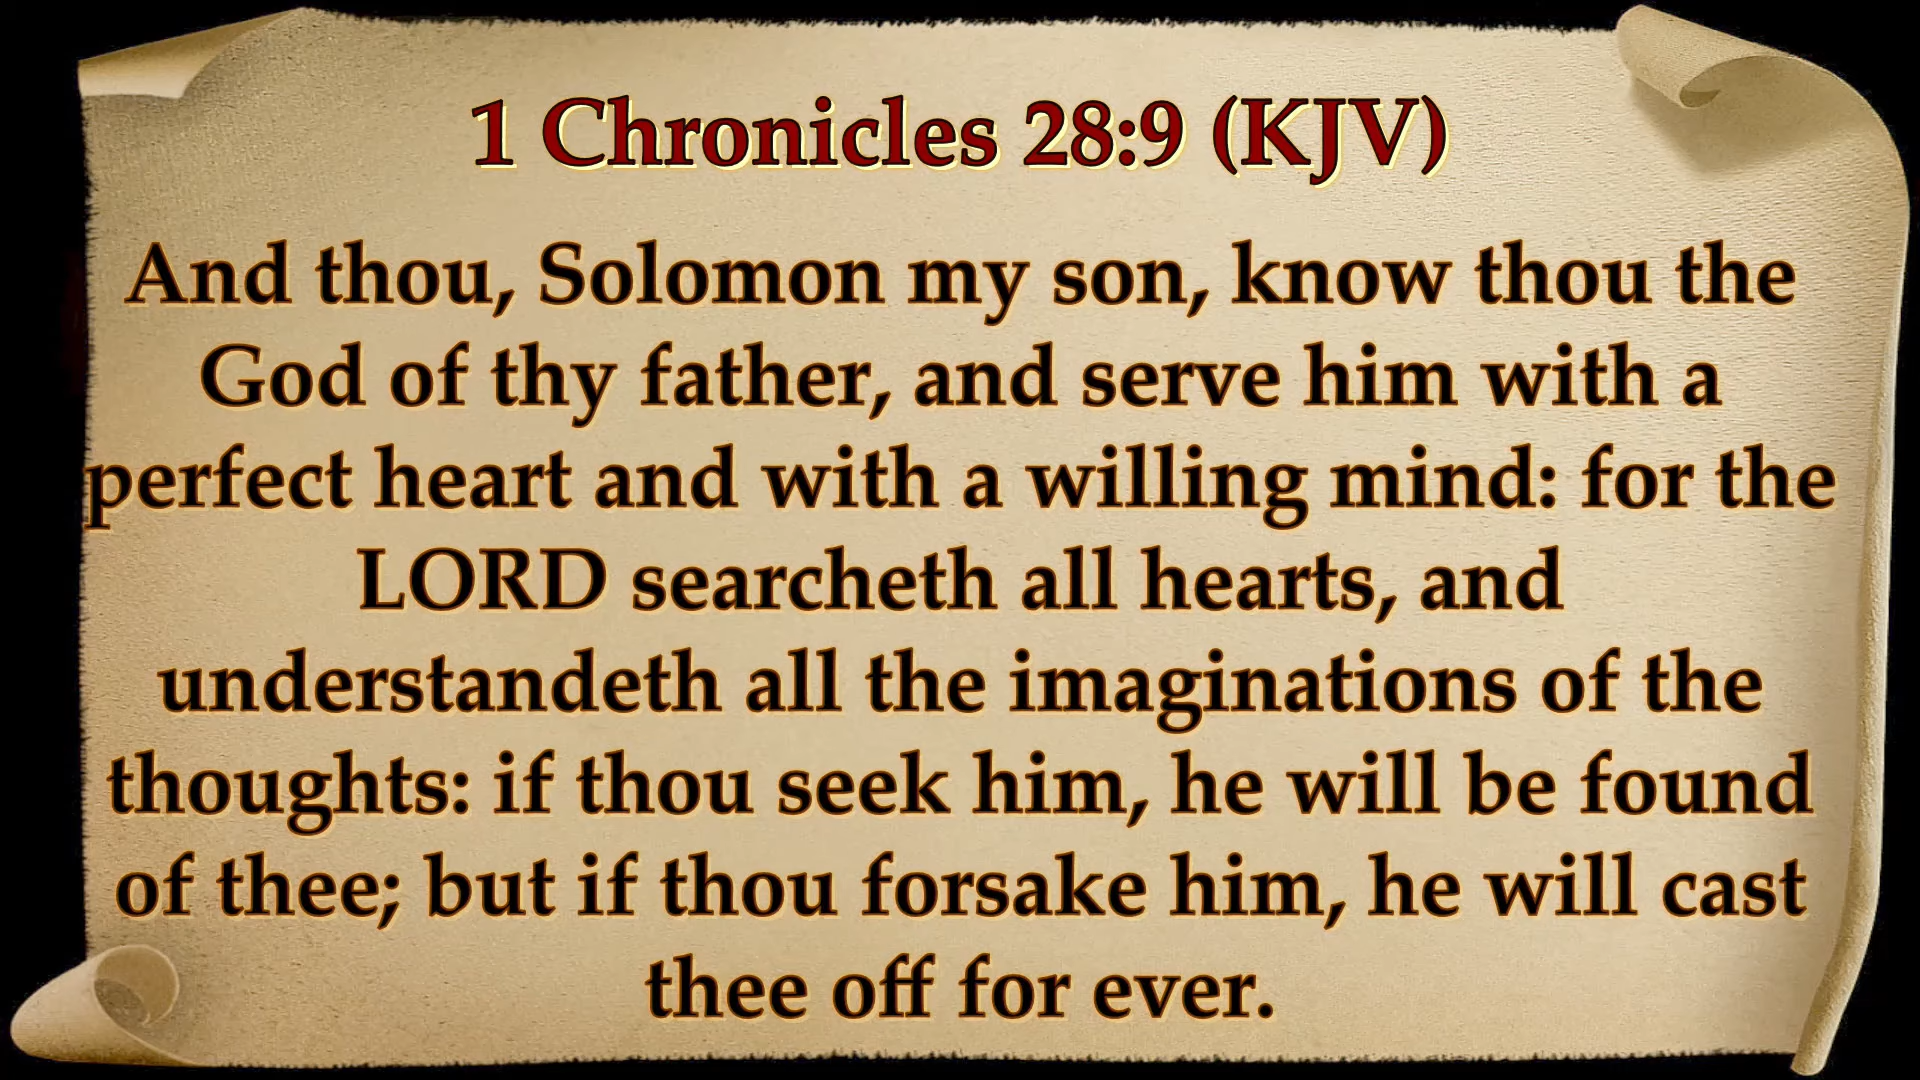 1 Chronicles 28:9 (KJV)
And thou, Solomon my son, know thou the
God of thy father, and serve him with a
perfect heart and with a willing mind: for the
LORD searcheth all hearts, and
understandeth all the imaginations of the
thoughts: if thou seek him, he will be found
of thee; but if thou forsake him, he will cast
thee off for ever.